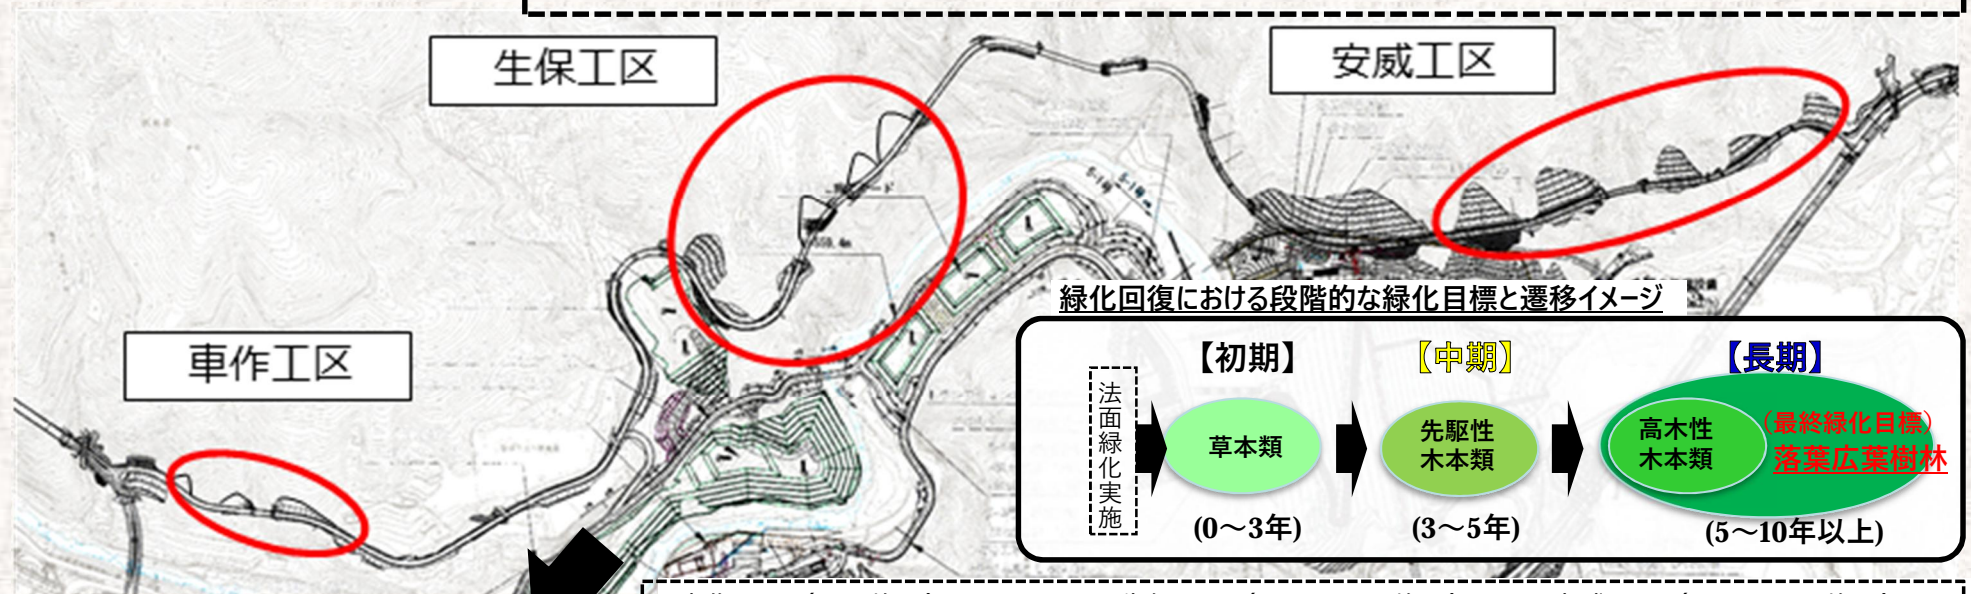 生保工区
安威工区
車作工区
緑化回復における段階的な緑化目標と遷移イメージ
法面緑化実施
【初期】
草本類
(0～3年)
【中期】
先駆性
木本類
(3～5年)
【長期】
高木性
木本類
（最終緑化目標）
落葉広葉樹林
(5～10年以上)